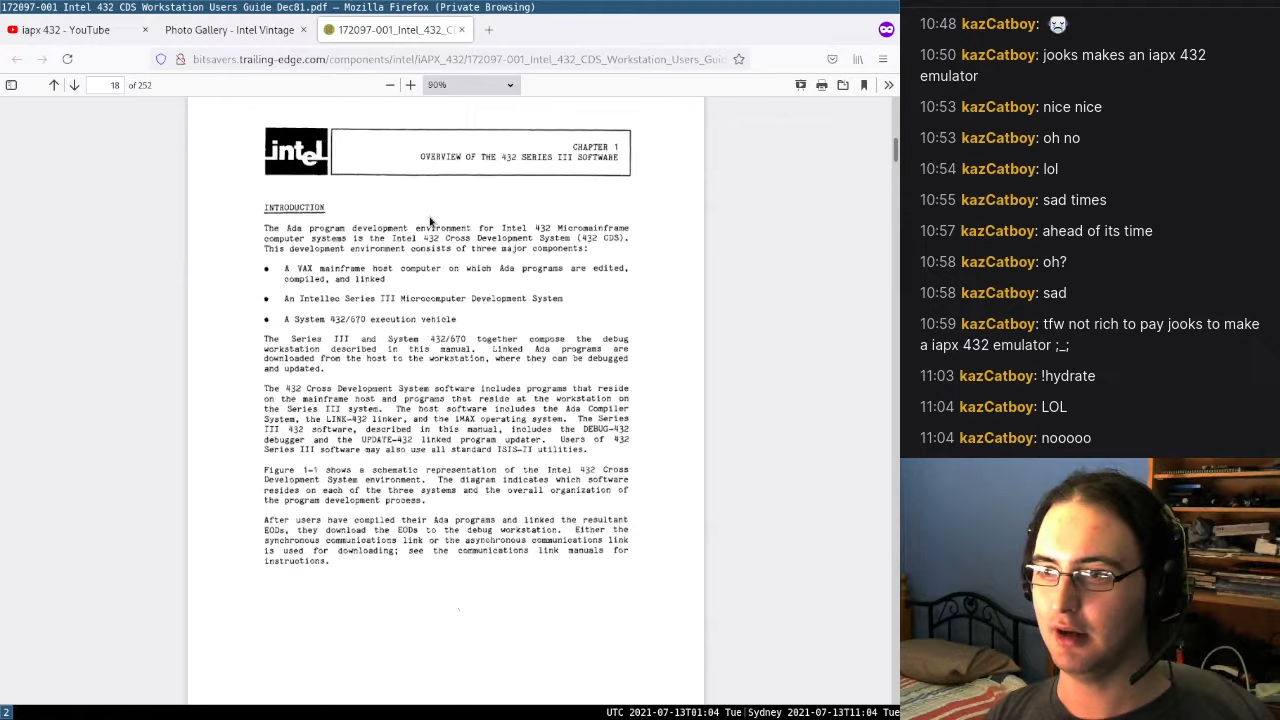 172097-001 Intel 432 CDS Workstation Users Guide Dec81.pdf — Mozilla Firefox (Private Browsing)
iapx 432 - YouTube
Photo Gallery - Intel Vintage
172097-001_Intel_432_C
bitsavers.trailing-edge.com/components/intel/iAPX_432/172097-001_Intel_432_CDS_Workstation_Users_Gui
18 of 252
90%
intel
CHAPTER 1
OVERVIEW OF THE 432 SERIES III SOFTWARE
INTRODUCTION
The Ada program development environment for Intel 432 Micromainframe
computer systems is the Intel 432 Cross Development System (432 CDS).
This development environment consists of three major components:
● A VAX mainframe host computer on which Ada programs are edited,
compiled, and linked
● An Intellec Series III Microcomputer Development System
● A System 432/670 execution vehicle
The Series III and System 432/670 together compose the debug
workstation described in this manual. Linked Ada programs are
downloaded from the host to the workstation, where they can be debugged
and updated.
The 432 Cross Development System software includes programs that reside
on the mainframe host and programs that reside at the workstation on
the Series III system. The host software includes the Ada Compiler
System, the LINK-432 linker, and the iMAX operating system. The Series
III 432 software, described in this manual, includes the DEBUG-432
debugger and the UPDATE-432 linked program updater. Users of 432
Series III software may also use all standard ISIS-II utilities.
Figure 1-1 shows a schematic representation of the Intel 432 Cross
Development System environment. The diagram indicates which software
resides on each of the three systems and the overall organization of
the program development process.
After users have compiled their Ada programs and linked the resultant
EODs, they download the EODs to the debug workstation. Either the
synchronous communications link or the asynchronous communications link
is used for downloading; see the communications link manuals for
instructions.
2
UTC 2021-07-13T01:04 Tue|Sydney 2021-07-13T11:04 Tue
10:48 kazCatboy:
10:50 kazCatboy: jooks makes an iapx 432
emulator
10:53 kazCatboy: nice nice
10:53 kazCatboy: oh no
10:54 kazCatboy: lol
10:55 kazCatboy: sad times
10:57 kazCatboy: ahead of its time
10:58 kazCatboy: oh?
10:58 kazCatboy: sad
10:59 kazCatboy: tfw not rich to pay jooks to make
a iapx 432 emulator ;_;
11:03 kazCatboy: !hydrate
11:04 kazCatboy: LOL
11:04 kazCatboy: nooooo